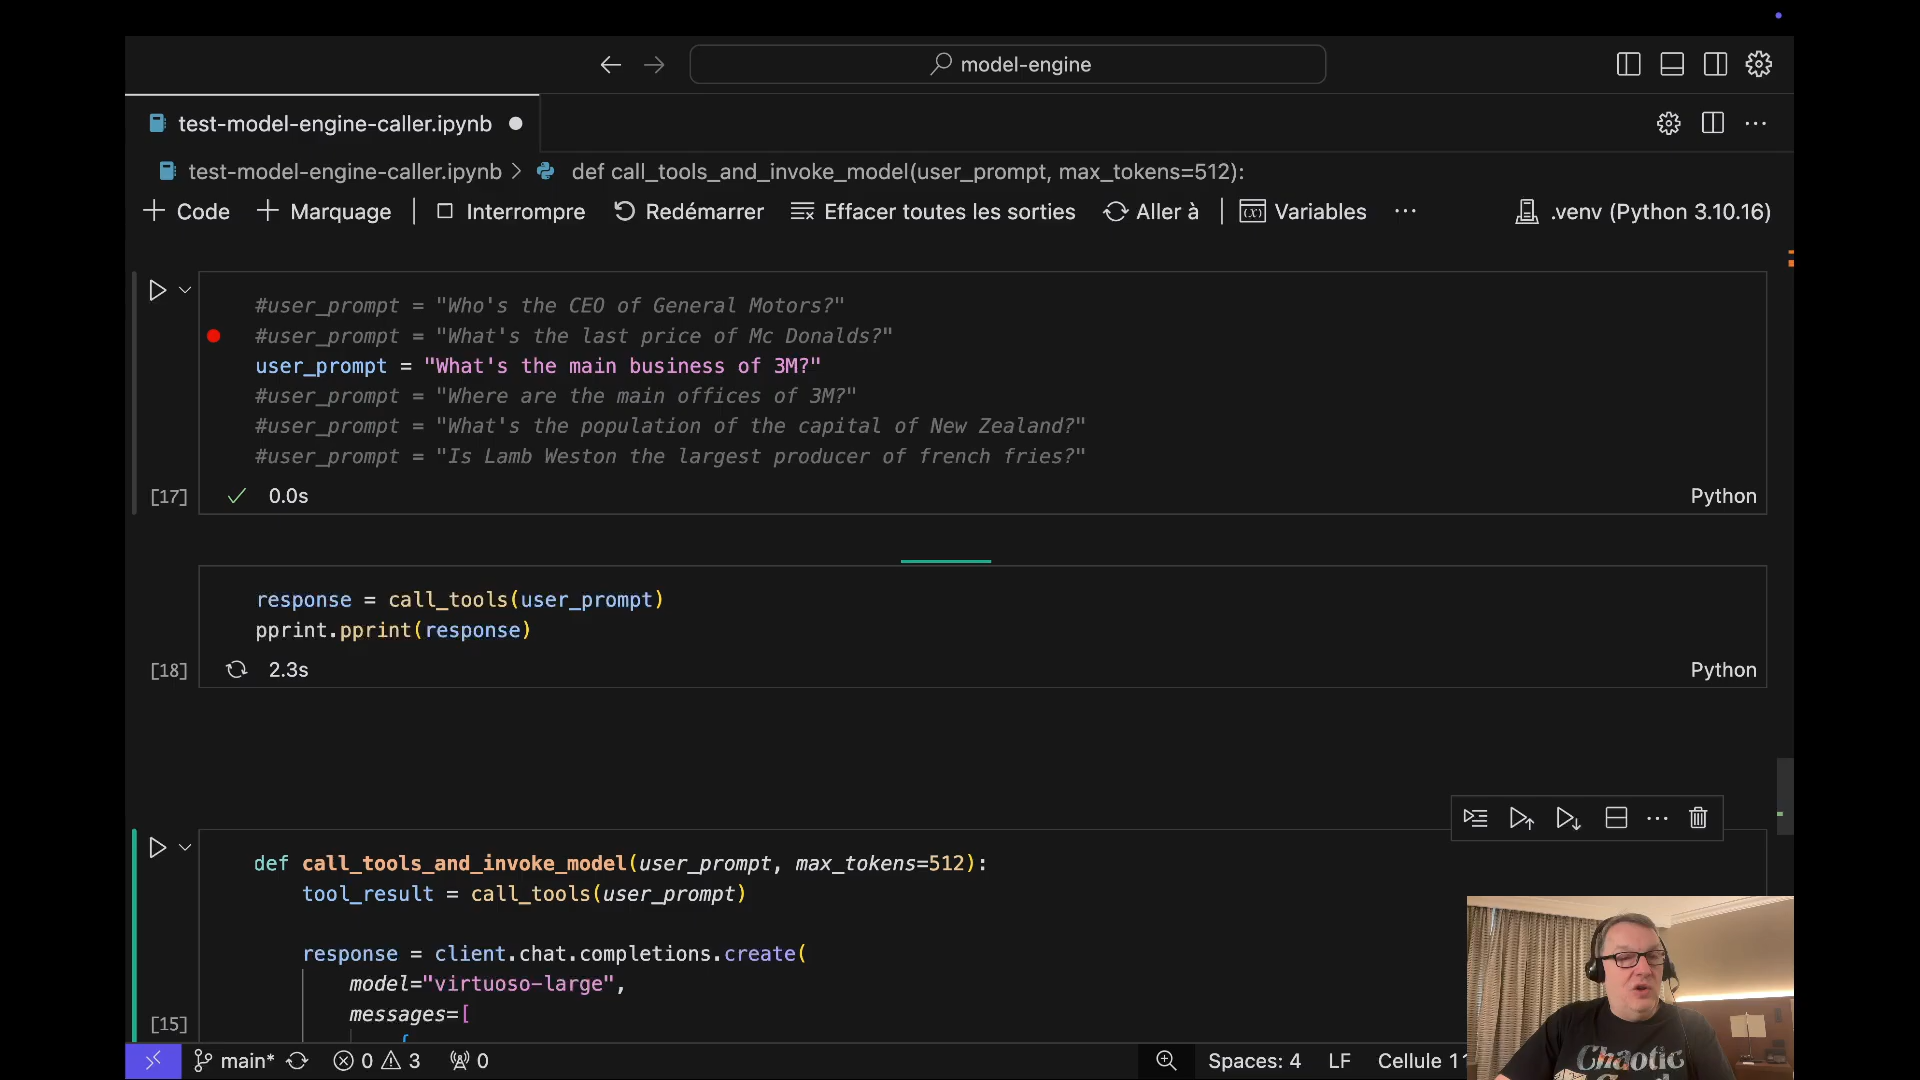 model-engine
test-model-engine-caller.ipynb
test-model-engine-caller.ipynb > def call_tools_and_invoke_model(user_prompt, max_tokens=512):
+ Code + Marquage | Interrompre Redémarrer Effacer toutes les sorties Aller à | Variables ... .venv (Python 3.10.16)
#user_prompt = "Who's the CEO of General Motors?"
#user_prompt = "What's the last price of Mc Donalds?"
user_prompt = "What's the main business of 3M?"
#user_prompt = "Where are the main offices of 3M?"
#user_prompt = "What's the population of the capital of New Zealand?"
#user_prompt = "Is Lamb Weston the largest producer of french fries?"
[17] 0.0s Python
response = call_tools(user_prompt)
pprint.pprint(response)
[18] 2.3s Python
def call_tools_and_invoke_model(user_prompt, max_tokens=512):
tool_result = call_tools(user_prompt)
response = client.chat.completions.create(
model="virtuoso-large",
messages=[
{
[15]
Chaotic
main* 0 3 0 Spaces: 4 LF Cellule 1